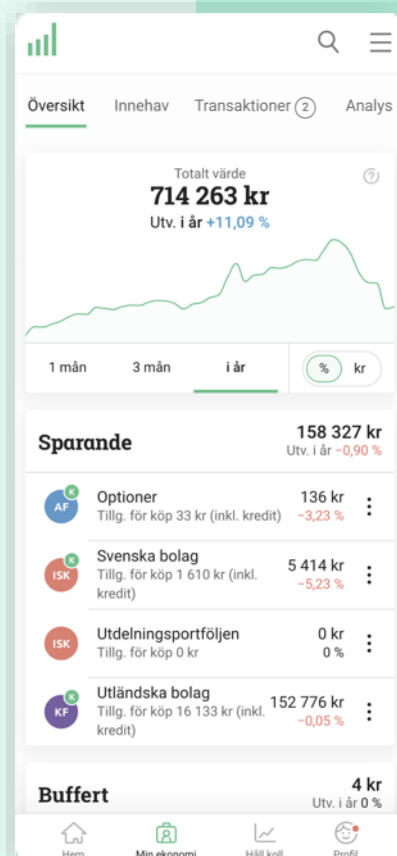 Översikt Innehav Transaktioner 2 Analys
Totalt värde
714 263 kr
Utv. i år +11,09 %
1 mån 3 mån i år % kr
Sparande 158 327 kr
Utv. i år -0,90 %
AF K Optioner 136 kr
Tillg. för köp 33 kr (inkl. kredit) -3,23 %
ISK K Svenska bolag 5 414 kr
Tillg. för köp 1 610 kr (inkl. -5,23 %
kredit)
ISK Utdelningsportföljen 0 kr
Tillg. för köp 0 kr 0 %
KF K Utländska bolag 152 776 kr
Tillg. för köp 16 133 kr (inkl. -0,05 %
kredit)
Buffert 4 kr
Utv. i år 0 %
Hem Min ekonomi Håll koll Profil